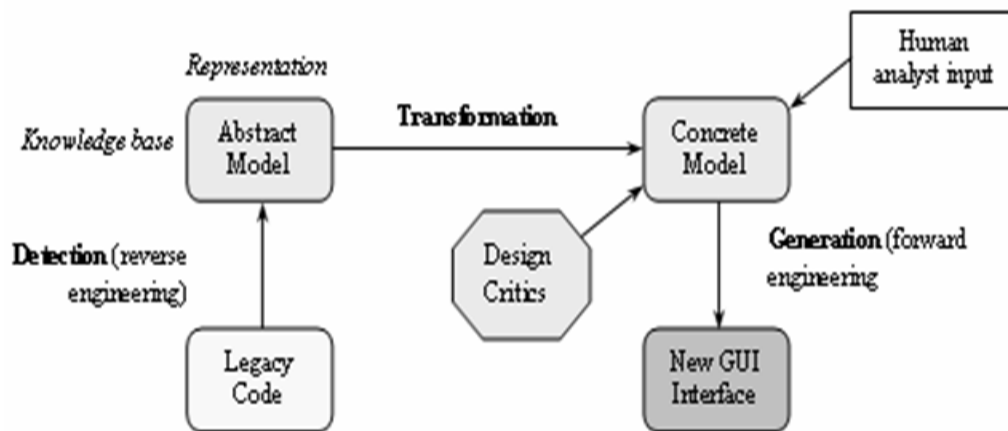 Human
analyst input
Representation
Transformation
Knowledge base
Abstract
Model
Concrete
Model
Detection (reverse
engineering)
Design
Critics
Generation (forward
engineering
Legacy
Code
New GUI
Interface